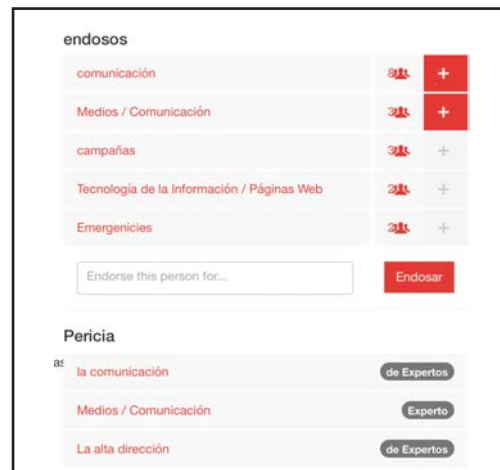 endosos
comunicación 8 +
Medios / Comunicación 3 +
campañas 3 +
Tecnología de la Información / Páginas Web 2 +
Emergenicies 2 +
Endorse this person for... Endosar
Pericia
as
la comunicación de Expertos
Medios / Comunicación Experto
La alta dirección de Expertos